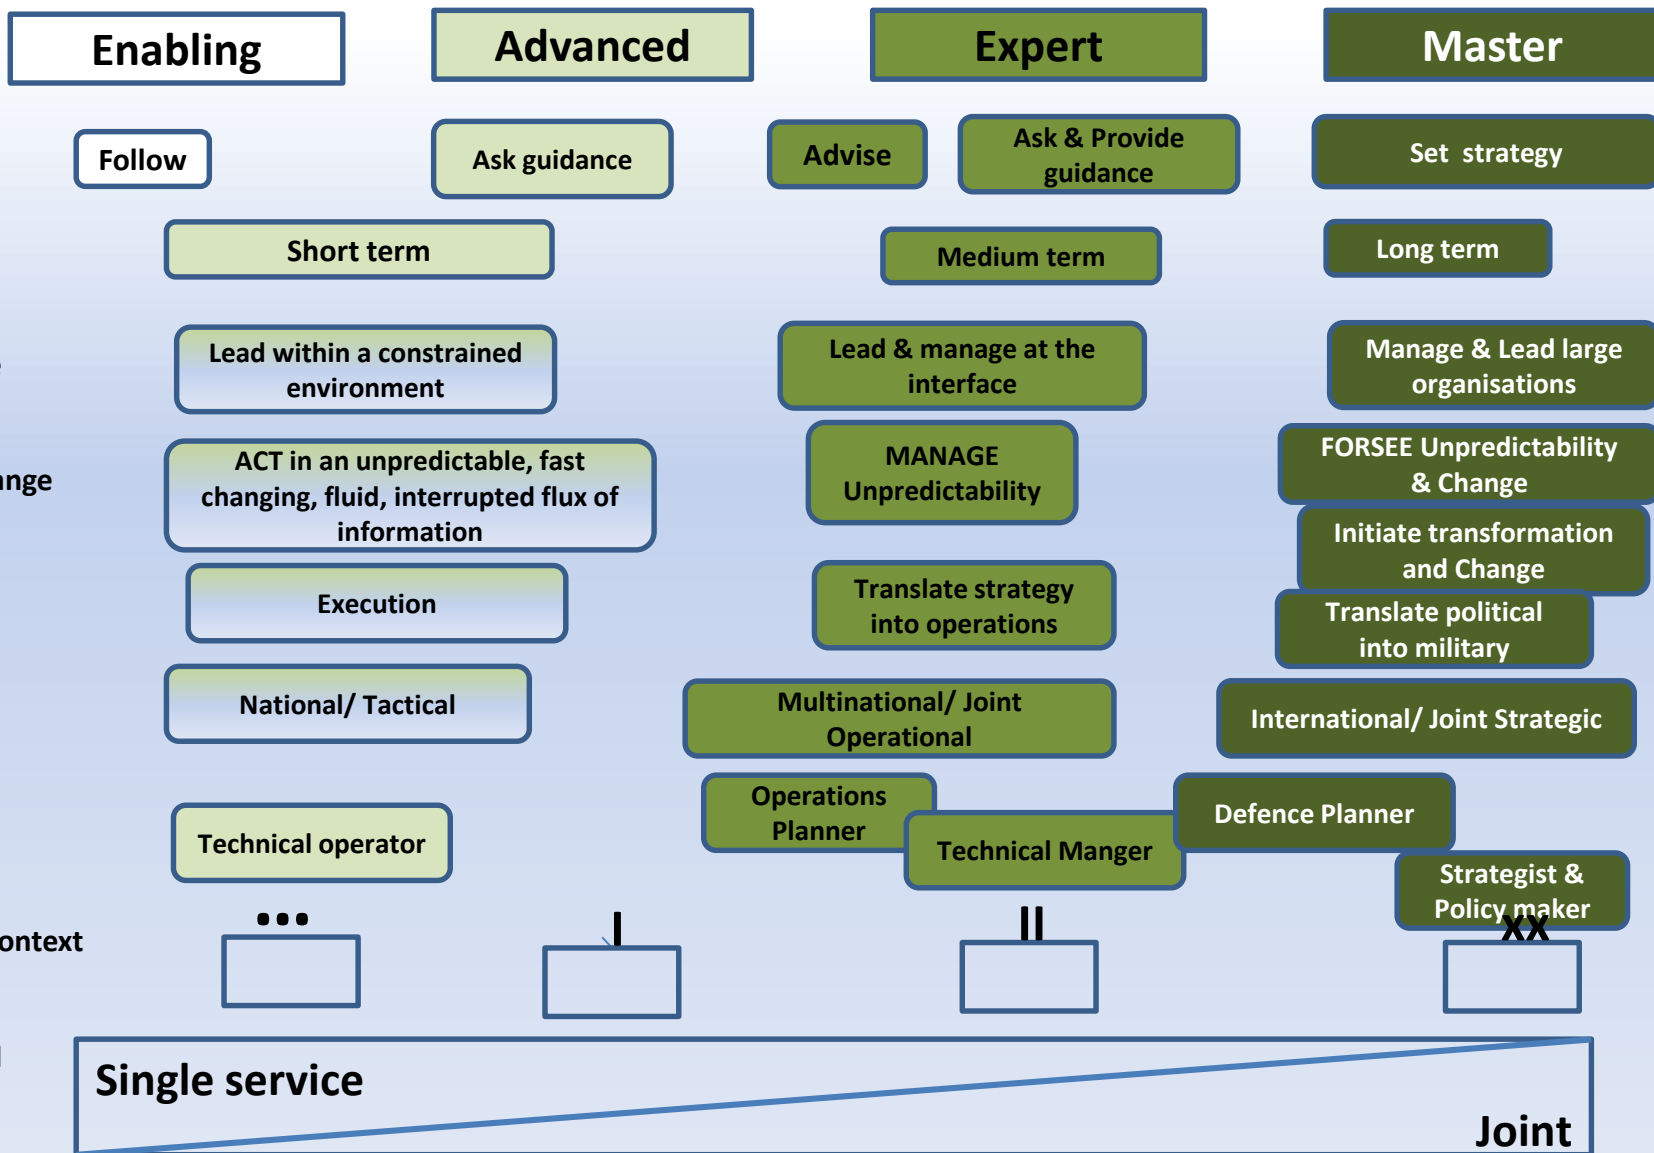 Enabling
Advanced
Expert
Master
Follow
Ask guidance
Advise
Ask & Provide
guidance
Set strategy
Short term
Medium term
Long term
Lead within a constrained
environment
Lead & manage at the
interface
Manage & Lead large
organisations
ACT in an unpredictable, fast
changing, fluid, interrupted flux of
information
MANAGE
Unpredictability
FORSEE Unpredictability
& Change
Initiate transformation
and Change
Execution
Translate strategy
into operations
Translate political
into military
National/ Tactical
Multinational/ Joint
Operational
International/ Joint Strategic
Technical operator
Operations
Planner
Technical Manger
Defence Planner
Strategist &
Policy maker
...
I
II
XX
Single service
Joint